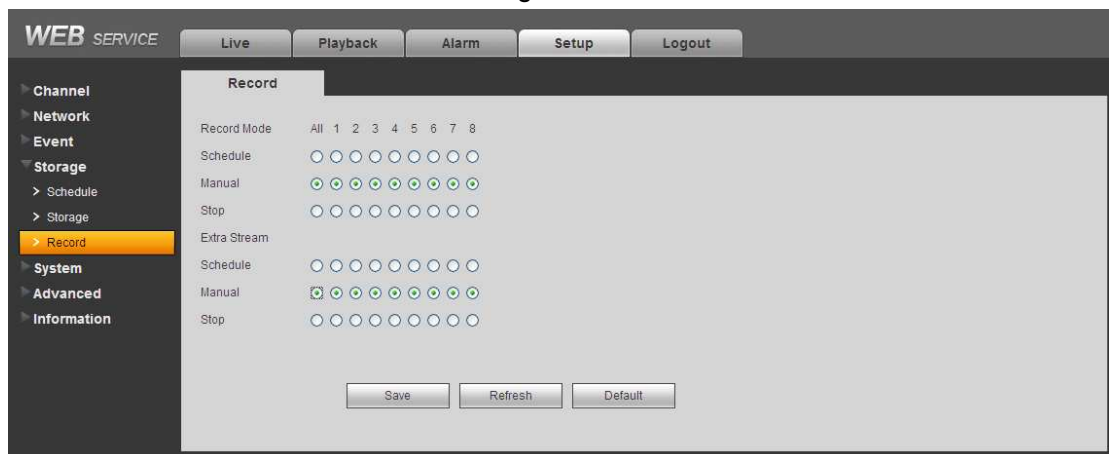 WEB SERVICE
Live Playback Alarm Setup Logout
Channel
Network
Event
Storage
> Schedule
> Storage
> Record
System
Advanced
Information
Record
Record Mode All 1 2 3 4 5 6 7 8
Schedule
Manual
Stop
Extra Stream
Schedule
Manual
Stop
Save Refresh Default